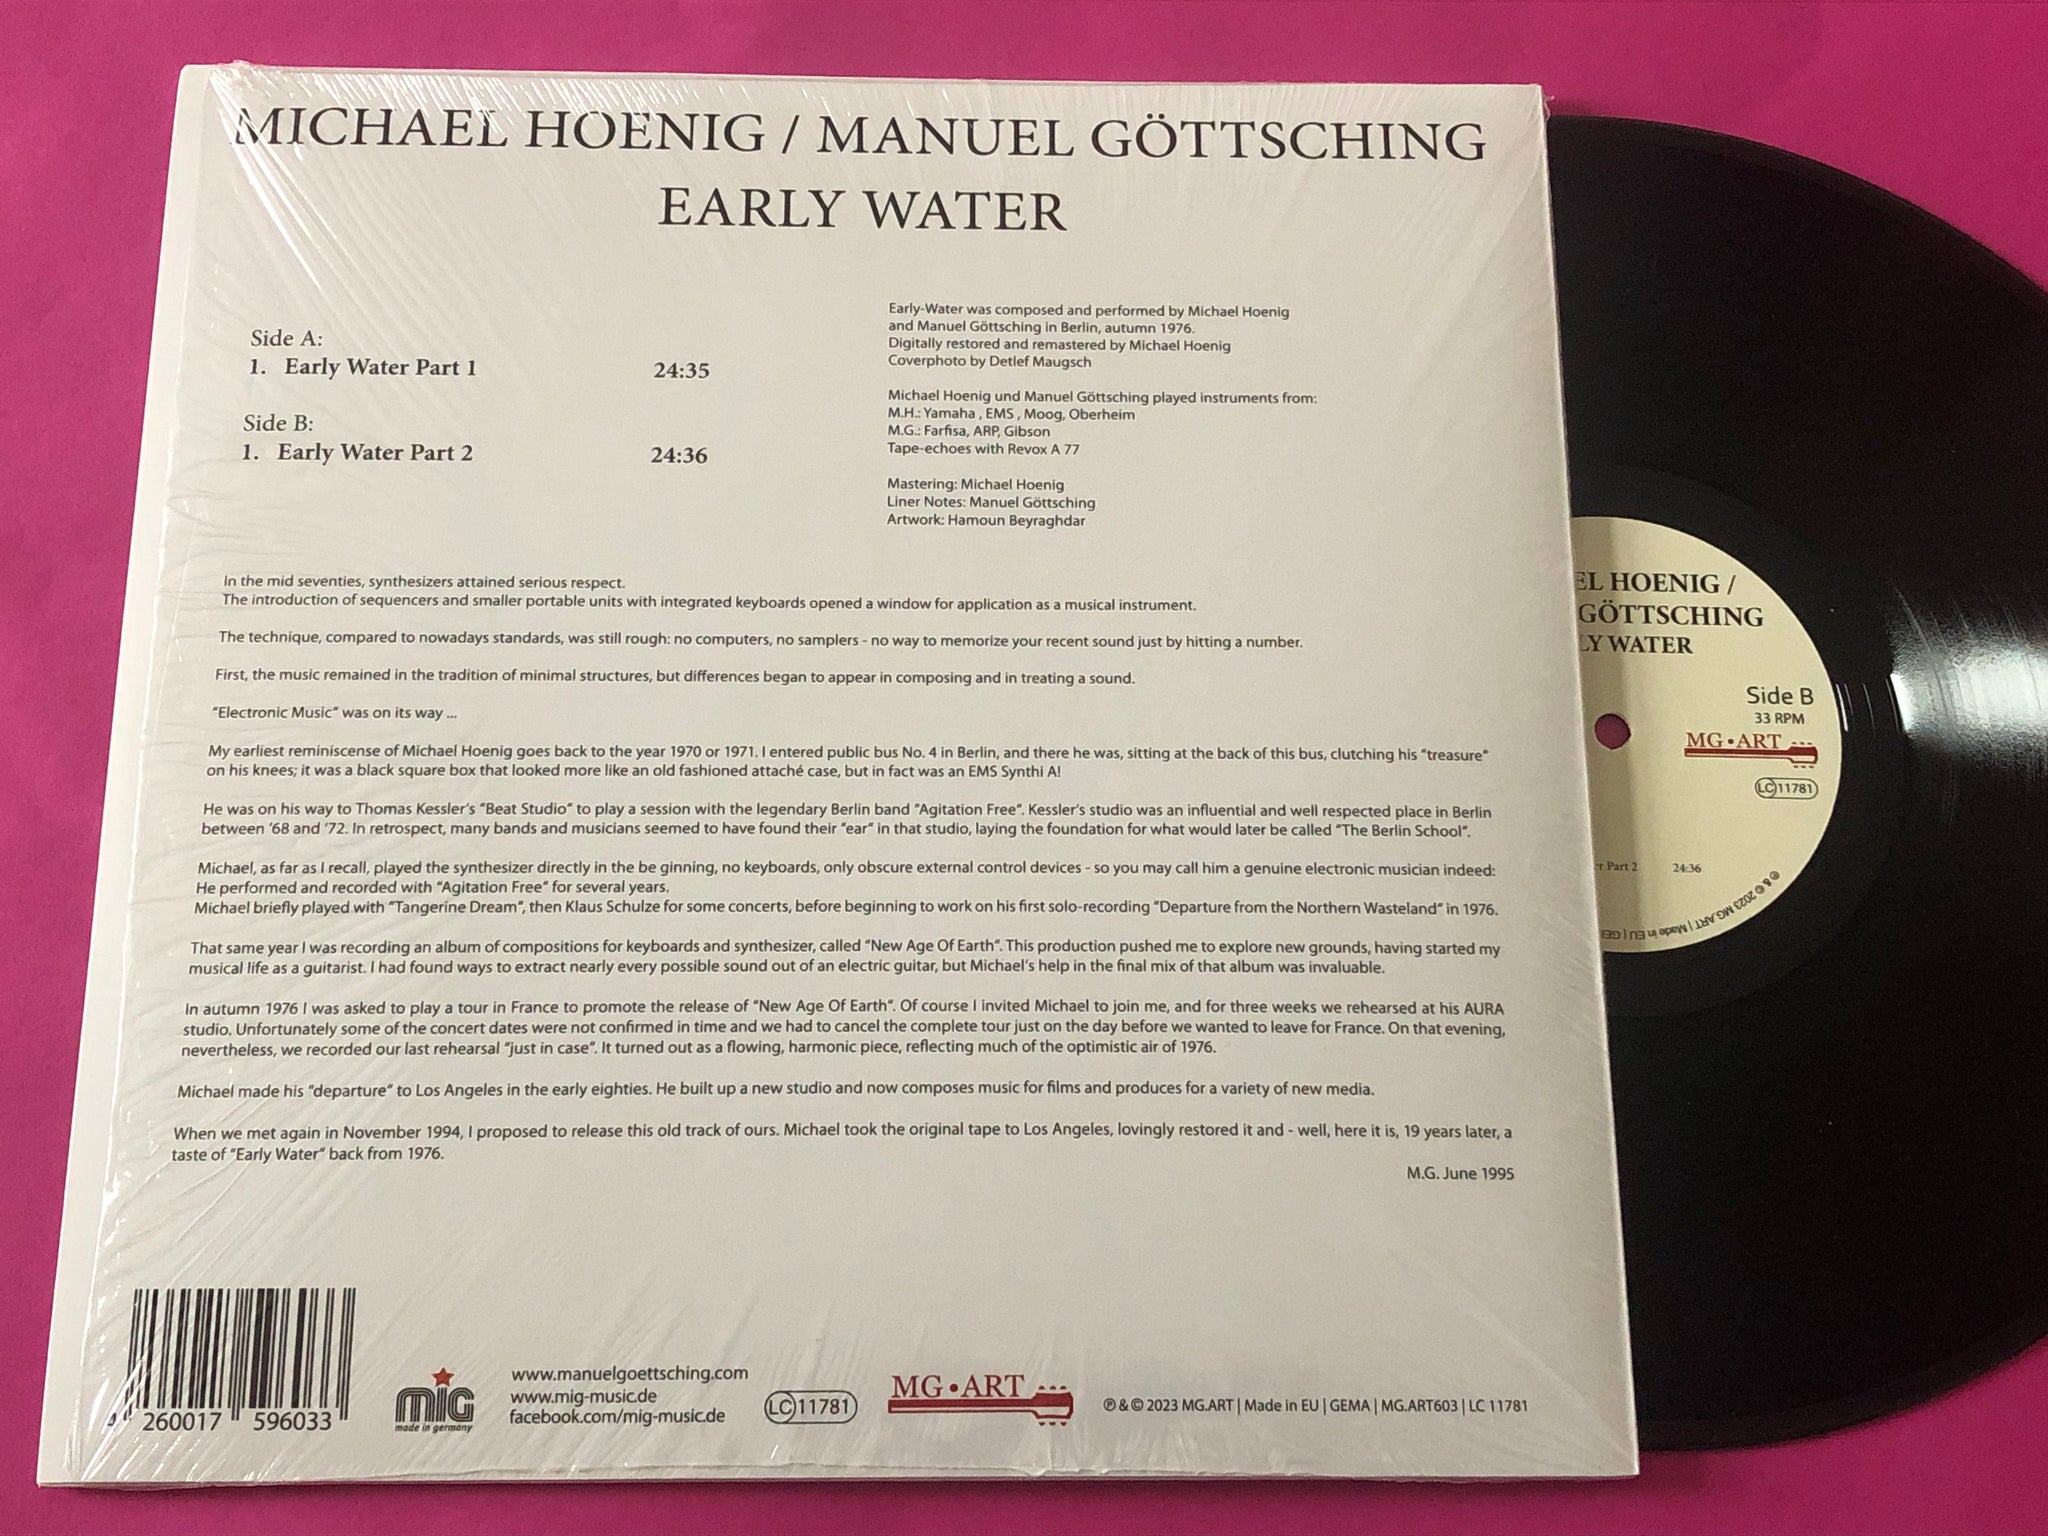 MICHAEL HOENIG / MANUEL GÖTTSCHING
EARLY WATER
Side A:
1. Early Water Part 1 24:35
Side B:
1. Early Water Part 2 24:36
Early-Water was composed and performed by Michael Hoenig
and Manuel Göttsching in Berlin, autumn 1976.
Digitally restored and remastered by Michael Hoenig
Coverphoto by Detlef Maugsch
Michael Hoenig und Manuel Göttsching played instruments from:
M.H.: Yamaha , EMS , Moog, Oberheim
M.G.: Farfisa, ARP, Gibson
Tape-echoes with Revox A 77
Mastering: Michael Hoenig
Liner Notes: Manuel Göttsching
Artwork: Hamoun Beyraghdar
In the mid seventies, synthesizers attained serious respect.
The introduction of sequencers and smaller portable units with integrated keyboards opened a window for application as a musical instrument.
The technique, compared to nowadays standards, was still rough: no computers, no samplers - no way to memorize your recent sound just by hitting a number.
First, the music remained in the tradition of minimal structures, but differences began to appear in composing and in treating a sound.
"Electronic Music" was on its way ...
My earliest reminiscense of Michael Hoenig goes back to the year 1970 or 1971. I entered public bus No. 4 in Berlin, and there he was, sitting at the back of this bus, clutching his "treasure"
on his knees; it was a black square box that looked more like an old fashioned attaché case, but in fact was an EMS Synthi A!
He was on his way to Thomas Kessler's "Beat Studio" to play a session with the legendary Berlin band "Agitation Free". Kessler's studio was an influential and well respected place in Berlin
between '68 and '72. In retrospect, many bands and musicians seemed to have found their "ear" in that studio, laying the foundation for what would later be called "The Berlin School".
Michael, as far as I recall, played the synthesizer directly in the be ginning, no keyboards, only obscure external control devices - so you may call him a genuine electronic musician indeed:
He performed and recorded with "Agitation Free" for several years.
Michael briefly played with "Tangerine Dream", then Klaus Schulze for some concerts, before beginning to work on his first solo-recording "Departure from the Northern Wasteland" in 1976.
That same year I was recording an album of compositions for keyboards and synthesizer, called "New Age Of Earth". This production pushed me to explore new grounds, having started my
musical life as a guitarist. I had found ways to extract nearly every possible sound out of an electric guitar, but Michael's help in the final mix of that album was invaluable.
In autumn 1976 I was asked to play a tour in France to promote the release of "New Age Of Earth". Of course I invited Michael to join me, and for three weeks we rehearsed at his AURA
studio. Unfortunately some of the concert dates were not confirmed in time and we had to cancel the complete tour just on the day before we wanted to leave for France. On that evening,
nevertheless, we recorded our last rehearsal "just in case". It turned out as a flowing, harmonic piece, reflecting much of the optimistic air of 1976.
Michael made his "departure" to Los Angeles in the early eighties. He built up a new studio and now composes music for films and produces for a variety of new media.
When we met again in November 1994, I proposed to release this old track of ours. Michael took the original tape to Los Angeles, lovingly restored it and - well, here it is, 19 years later, a
taste of "Early Water" back from 1976.
M.G. June 1995
260017 596033
mig
made in germany
www.manuelgoettsching.com
www.mig-music.de
facebook.com/mig-music.de
LC 11781
MG•ART
℗ & © 2023 MG.ART | Made in EU | GEMA | MG.ART603 | LC 11781
EL HOENIG /
GÖTTSCHING
LY WATER
Side B
33 RPM
MG•ART
LC 11781
Part 2 24:36
℗ & © 2023 MG.ART | Made in EU |